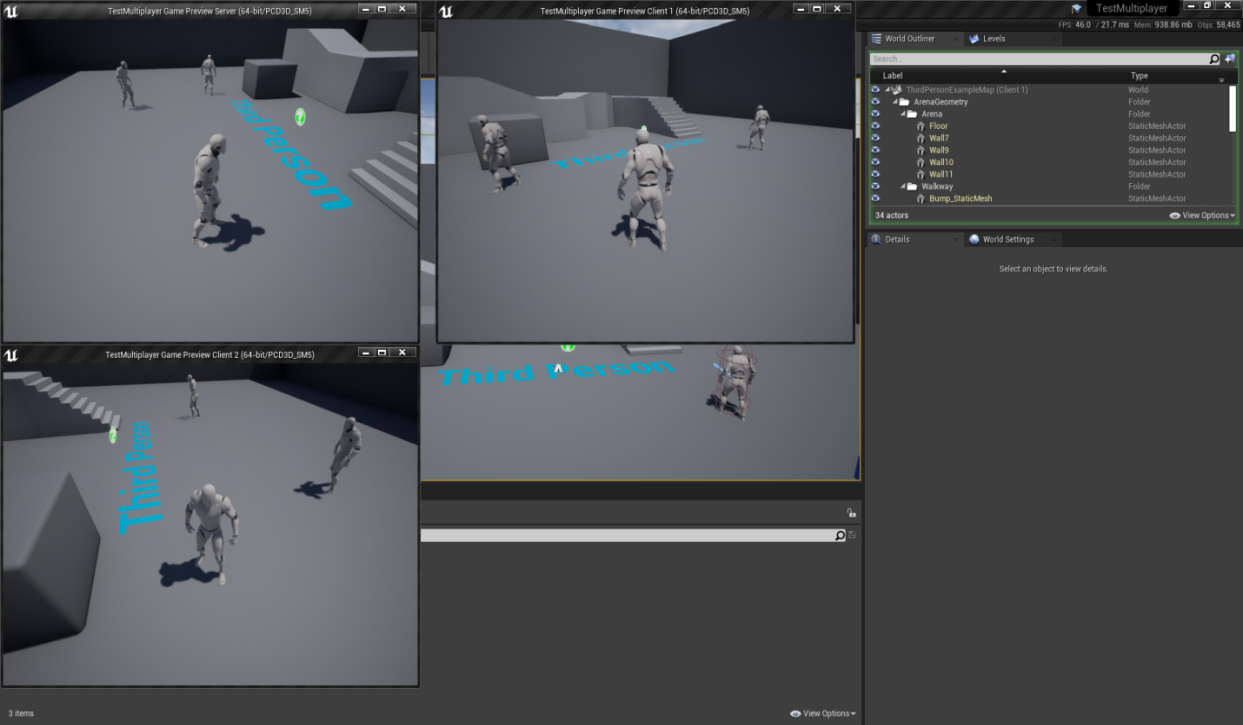 TestMultiplayer Game Preview Server (64-bit/PCD3D_SM5)
Third Person
TestMultiplayer Game Preview Client 1 (64-bit/PCD3D_SM5)
Third Person
TestMultiplayer
FPS: 46.0 / 21.7 ms Mem: 938.86 mb Objs: 58,465
World Outliner
Levels
Search...
Label Type
ThirdPersonExampleMap (Client 1) World
ArenaGeometry Folder
Arena Folder
Floor StaticMeshActor
Wall7 StaticMeshActor
Wall9 StaticMeshActor
Wall10 StaticMeshActor
Wall11 StaticMeshActor
Walkway Folder
Bump_StaticMesh StaticMeshActor
34 actors View Options
Details
World Settings
Select an object to view details.
TestMultiplayer Game Preview Client 2 (64-bit/PCD3D_SM5)
Third Person
Third Person
3 items View Options